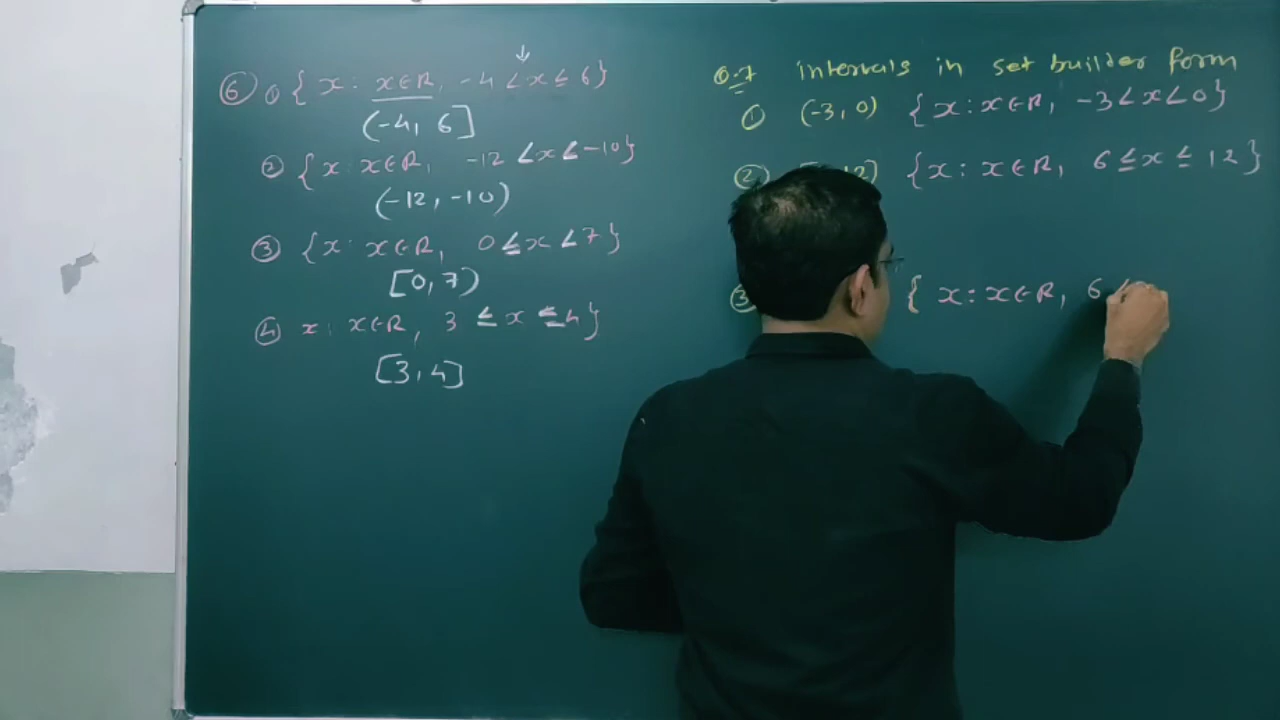 ⑥ ① { x : x∈R, -4 < x ≤ 6}
(-4, 6]
② { x : x∈R, -12 < x < -10}
(-12, -10)
③ { x : x∈R, 0 ≤ x < 7}
[0, 7)
④ x : x∈R, 3 ≤ x ≤ 4}
[3, 4]
Q.7 intervals in set builder form
① (-3, 0) { x : x∈R, -3 < x < 0}
② 12] { x : x∈R, 6 ≤ x ≤ 12}
③ { x : x∈R, 6